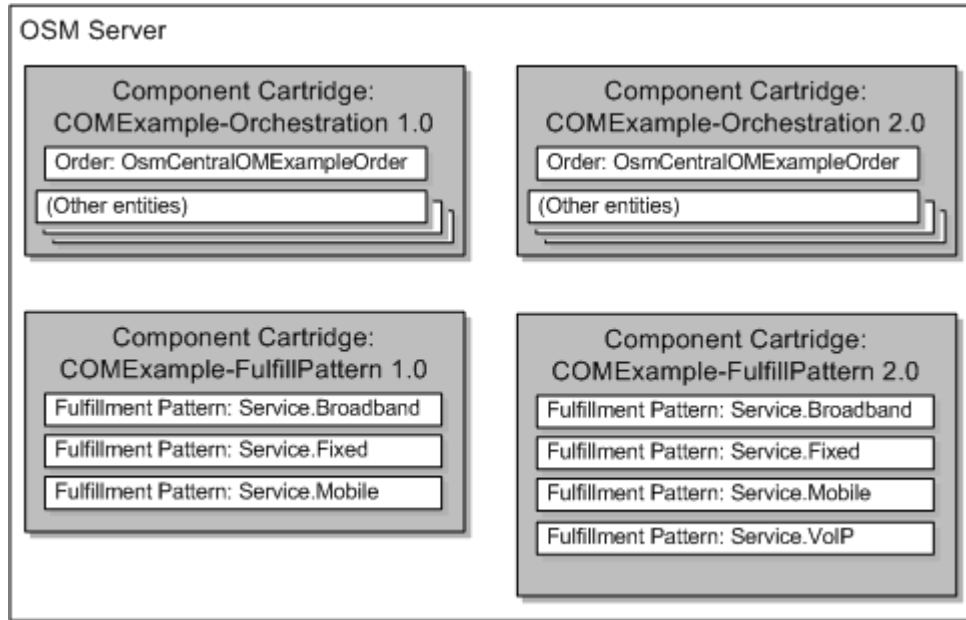 OSM Server
Component Cartridge:
COMExample-Orchestration 1.0
Order: OsmCentralOMExampleOrder
(Other entities)
Component Cartridge:
COMExample-Orchestration 2.0
Order: OsmCentralOMExampleOrder
(Other entities)
Component Cartridge:
COMExample-FulfillPattern 1.0
Fulfillment Pattern: Service.Broadband
Fulfillment Pattern: Service.Fixed
Fulfillment Pattern: Service.Mobile
Component Cartridge:
COMExample-FulfillPattern 2.0
Fulfillment Pattern: Service.Broadband
Fulfillment Pattern: Service.Fixed
Fulfillment Pattern: Service.Mobile
Fulfillment Pattern: Service.VoIP